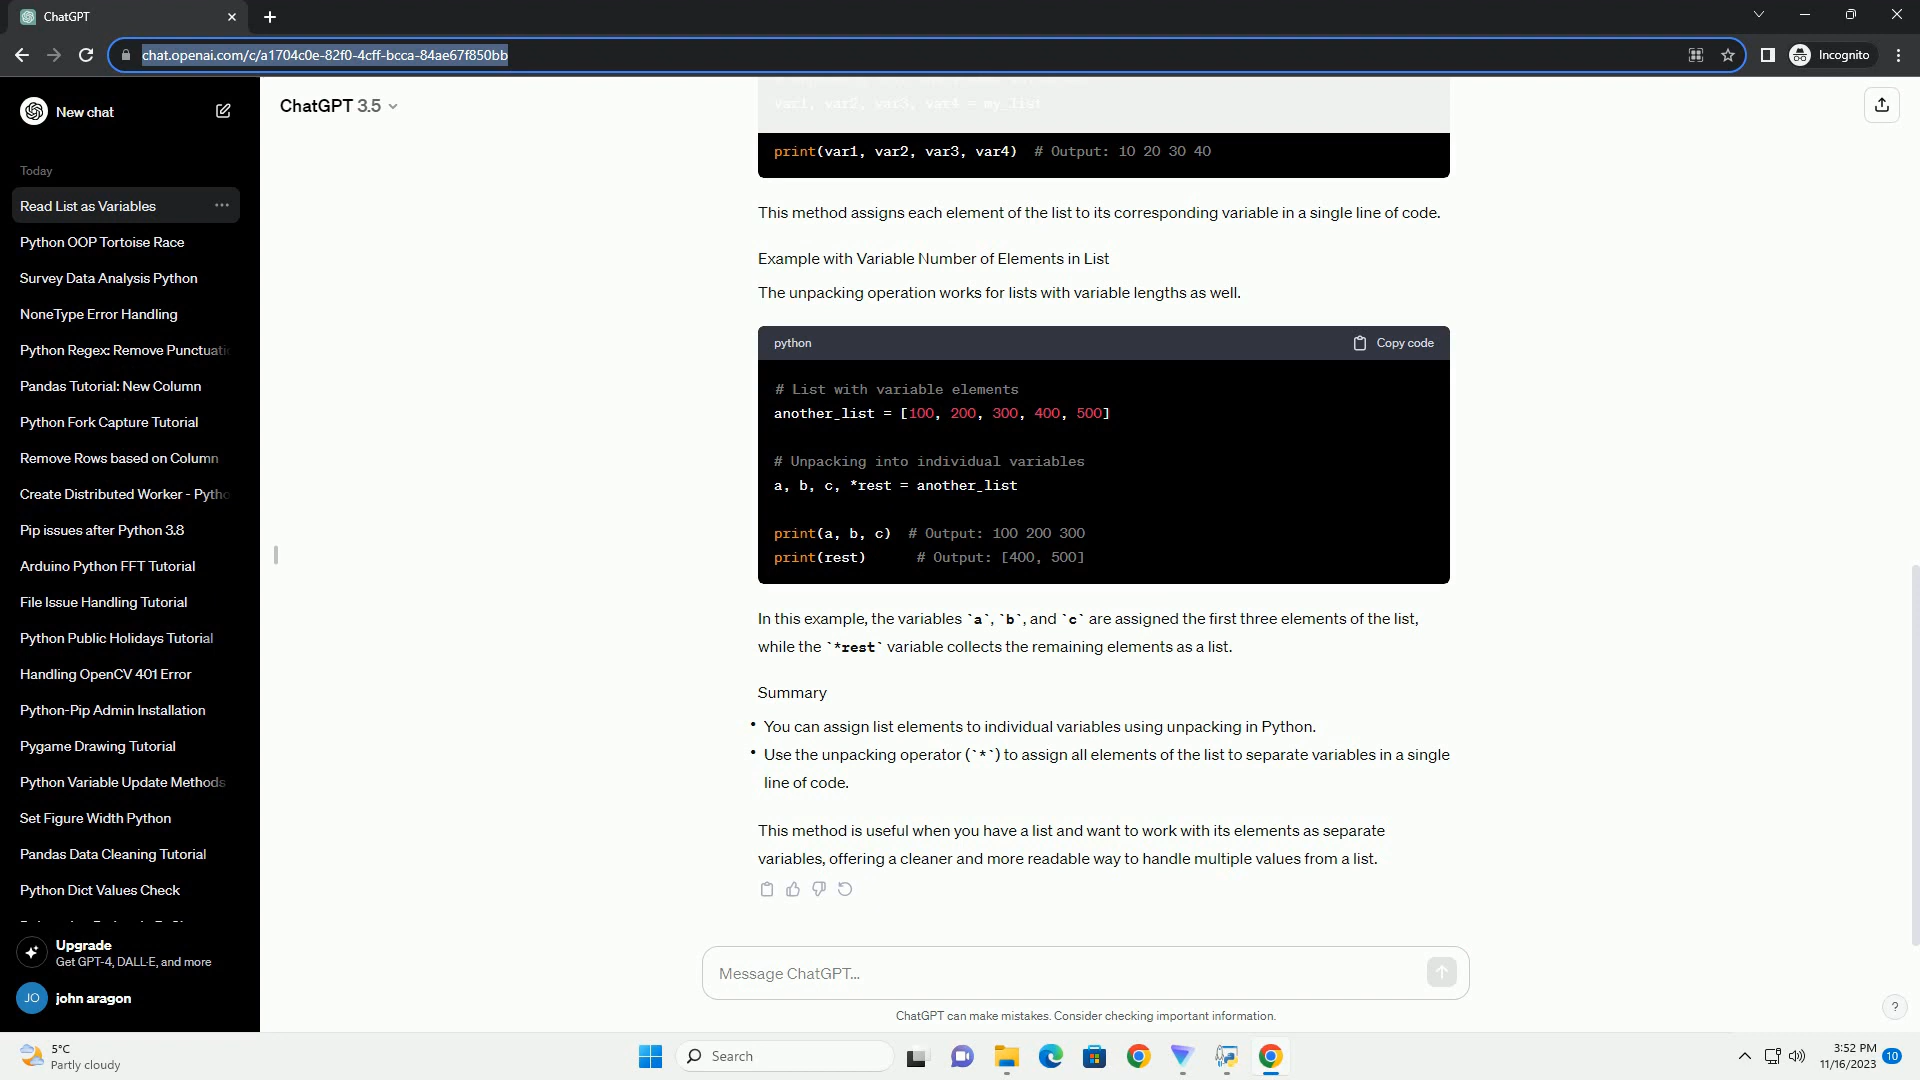 ChatGPT
chat.openai.com/c/a1704c0e-82f0-4cff-bcca-84ae67f850bb
Incognito
New chat
Today
Read List as Variables
Python OOP Tortoise Race
Survey Data Analysis Python
NoneType Error Handling
Python Regex: Remove Punctuati
Pandas Tutorial: New Column
Python Fork Capture Tutorial
Remove Rows based on Column
Create Distributed Worker - Pytho
Pip issues after Python 3.8
Arduino Python FFT Tutorial
File Issue Handling Tutorial
Python Public Holidays Tutorial
Handling OpenCV 401 Error
Python-Pip Admin Installation
Pygame Drawing Tutorial
Python Variable Update Methods
Set Figure Width Python
Pandas Data Cleaning Tutorial
Python Dict Values Check
Upgrade
Get GPT-4, DALL·E, and more
JO john aragon
ChatGPT 3.5
var1, var2, var3, var4 = my_list
print(var1, var2, var3, var4)  # Output: 10 20 30 40
This method assigns each element of the list to its corresponding variable in a single line of code.
Example with Variable Number of Elements in List
The unpacking operation works for lists with variable lengths as well.
python Copy code
# List with variable elements
another_list = [100, 200, 300, 400, 500]
# Unpacking into individual variables
a, b, c, *rest = another_list
print(a, b, c)  # Output: 100 200 300
print(rest)      # Output: [400, 500]
In this example, the variables `a`, `b`, and `c` are assigned the first three elements of the list,
while the `*rest` variable collects the remaining elements as a list.
Summary
• You can assign list elements to individual variables using unpacking in Python.
• Use the unpacking operator (`*`) to assign all elements of the list to separate variables in a single
line of code.
This method is useful when you have a list and want to work with its elements as separate
variables, offering a cleaner and more readable way to handle multiple values from a list.
Message ChatGPT...
ChatGPT can make mistakes. Consider checking important information.
?
5°C
Partly cloudy
Search
3:52 PM
11/16/2023
10